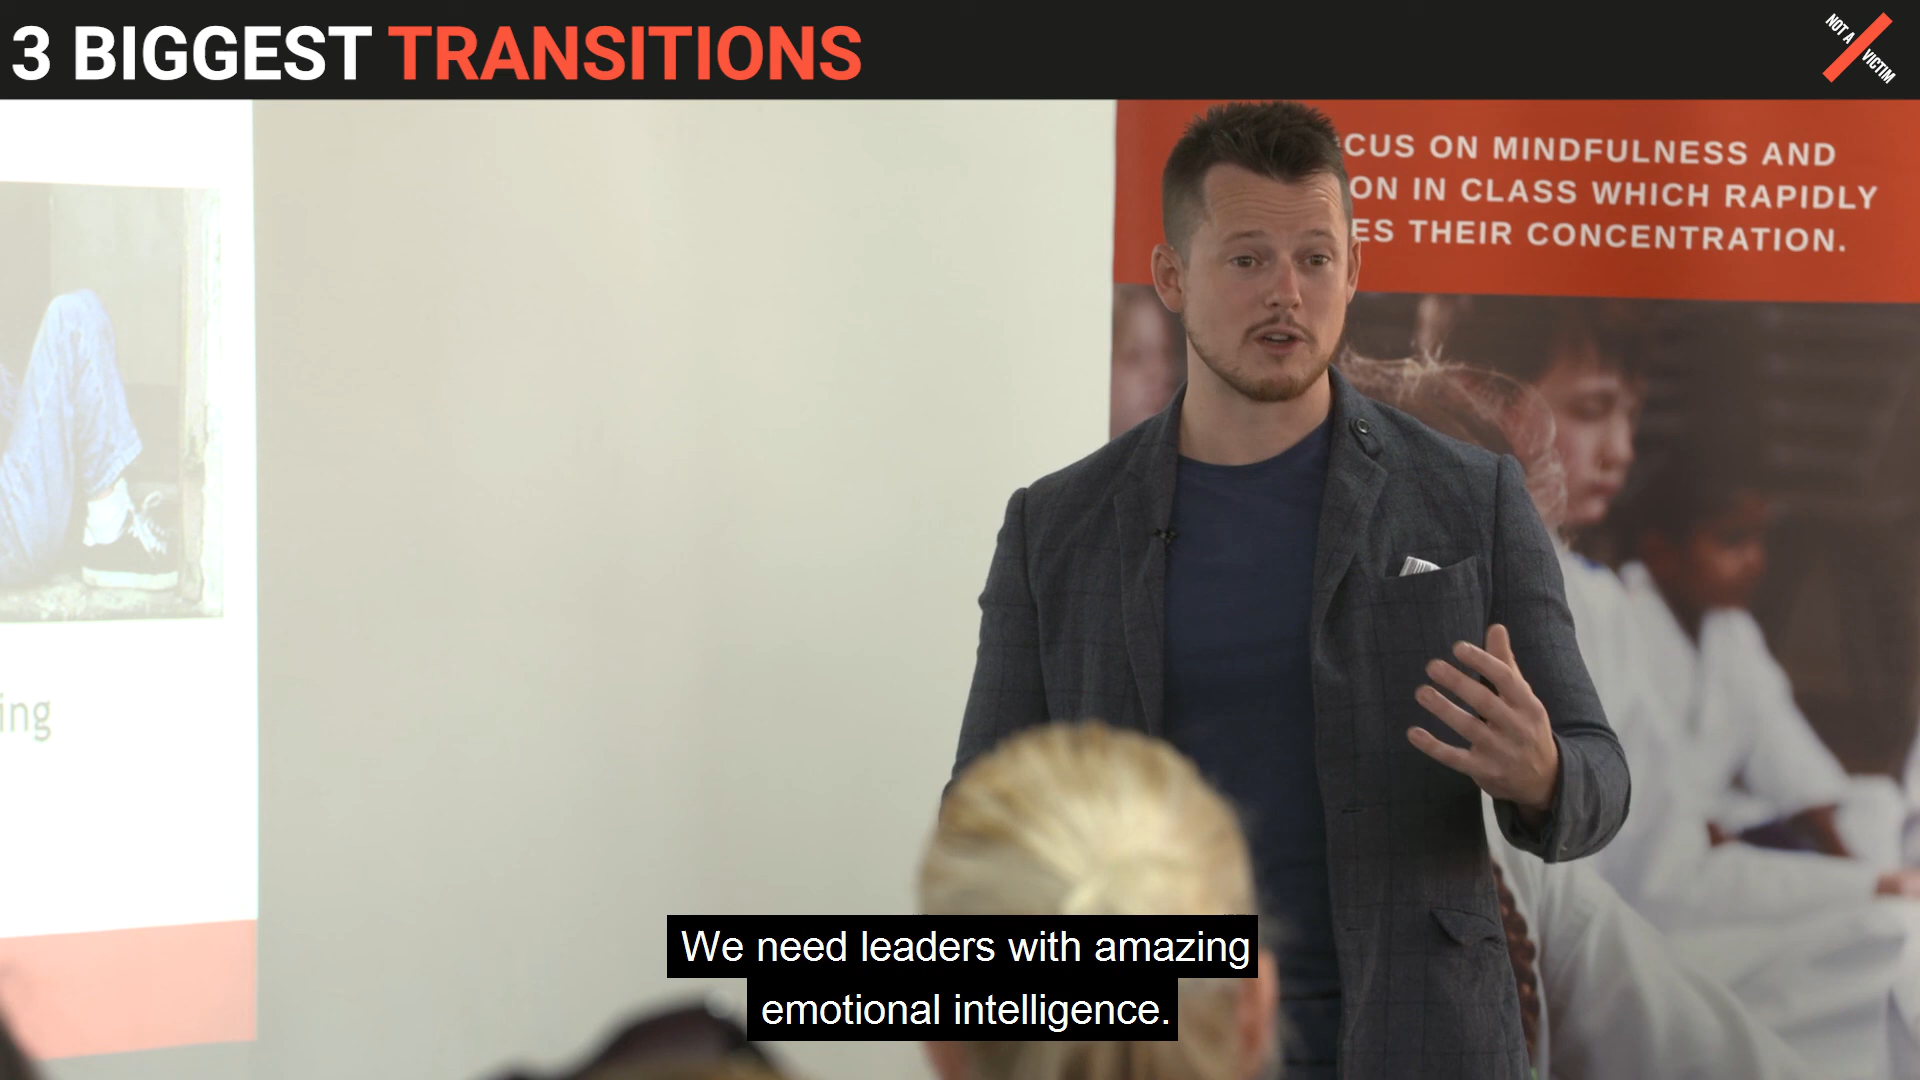 3 BIGGEST TRANSITIONS
NOT A
VICTIM
CUS ON MINDFULNESS AND
ON IN CLASS WHICH RAPIDLY
ES THEIR CONCENTRATION.
ing
We need leaders with amazing
emotional intelligence.